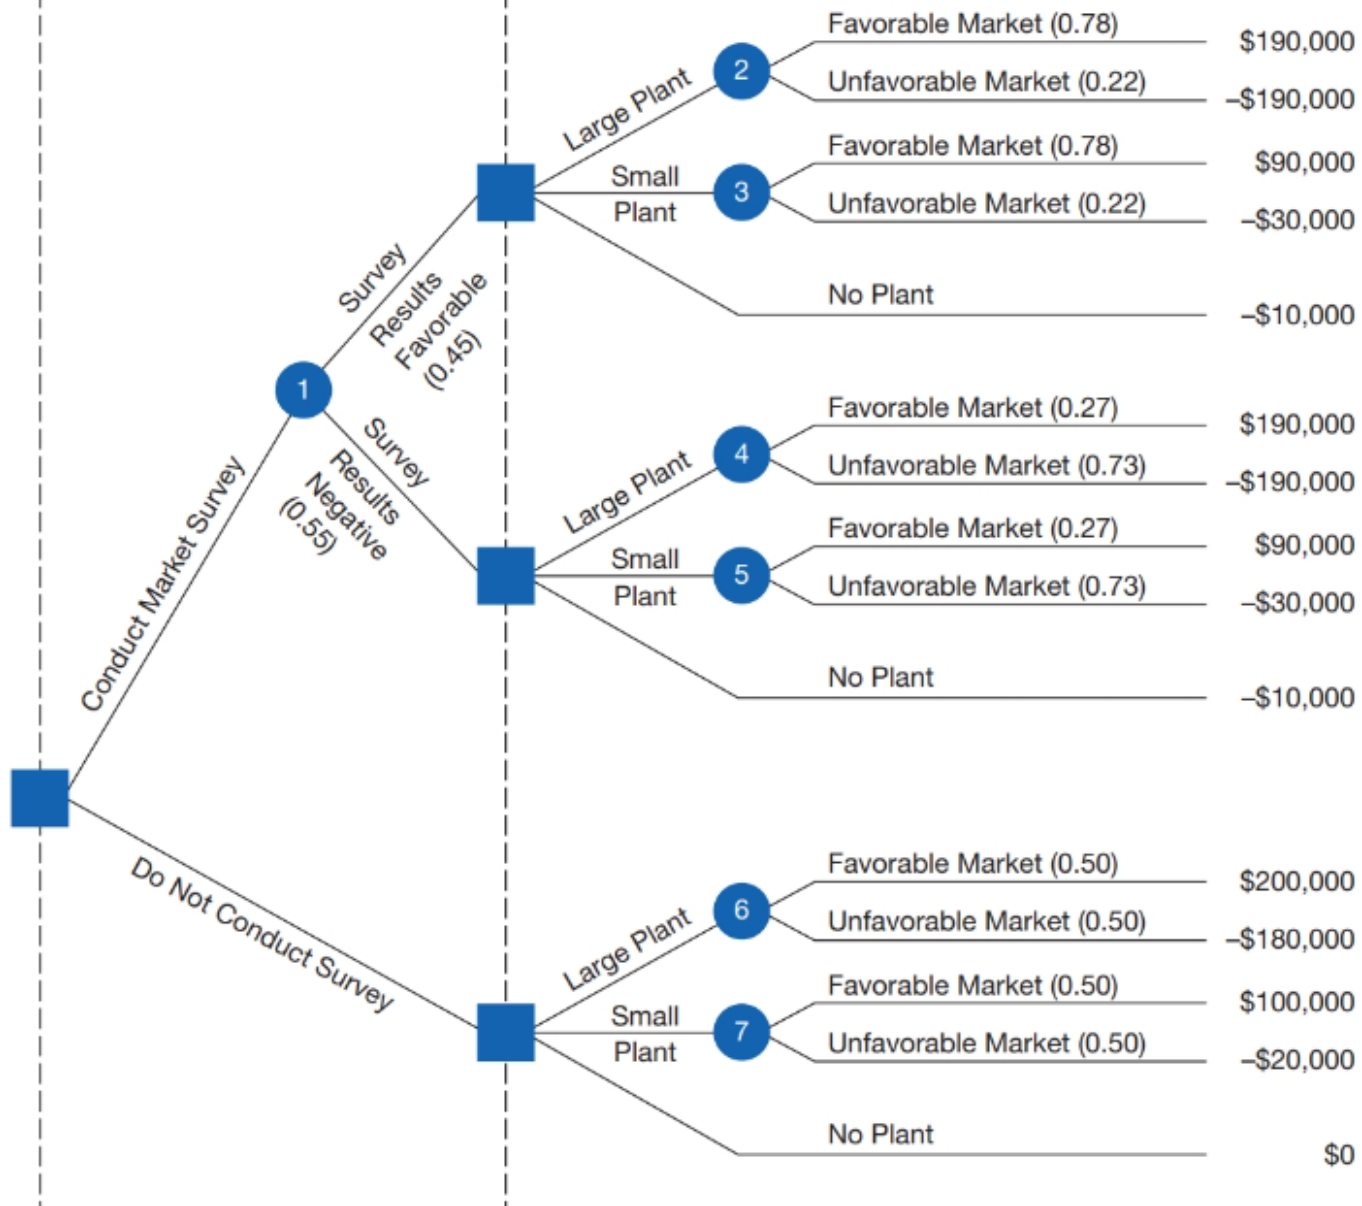 Favorable Market (0.78)
$190,000
2
Unfavorable Market (0.22)
–$190,000
Large Plant
Favorable Market (0.78)
$90,000
Small
Plant
3
Unfavorable Market (0.22)
–$30,000
No Plant
–$10,000
Survey
Results
Favorable
(0.45)
1
Survey
Results
Negative
(0.55)
Favorable Market (0.27)
$190,000
4
Unfavorable Market (0.73)
–$190,000
Large Plant
Favorable Market (0.27)
$90,000
Small
Plant
5
Unfavorable Market (0.73)
–$30,000
No Plant
–$10,000
Conduct Market Survey
Do Not Conduct Survey
Favorable Market (0.50)
$200,000
6
Unfavorable Market (0.50)
–$180,000
Large Plant
Favorable Market (0.50)
$100,000
Small
Plant
7
Unfavorable Market (0.50)
–$20,000
No Plant
$0